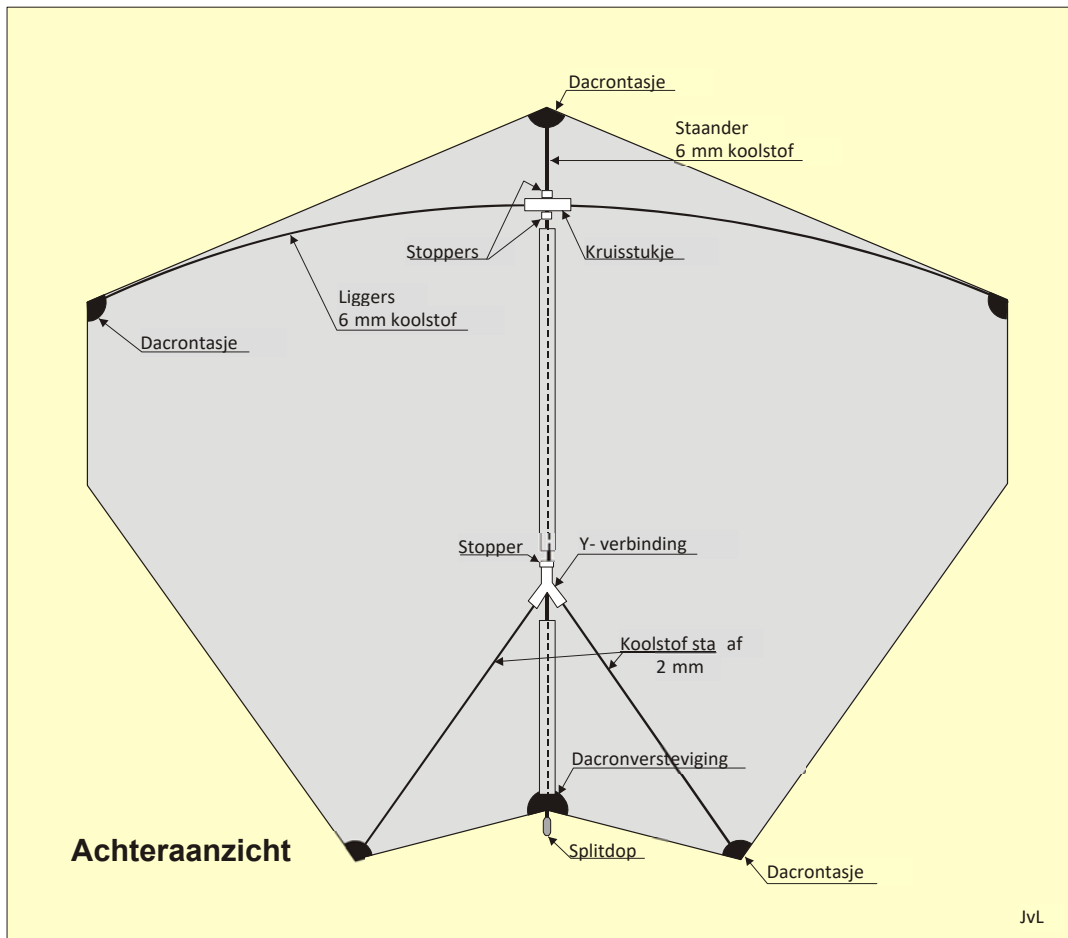 Dacrontasje
Staander
6 mm koolstof
Stoppers
Kruisstukje
Liggers
6 mm koolstof
Dacrontasje
Stopper
Y- verbinding
Koolstof sta af
2 mm
Dacronversteviging
Achteraanzicht
Splitdop
Dacrontasje
JvL